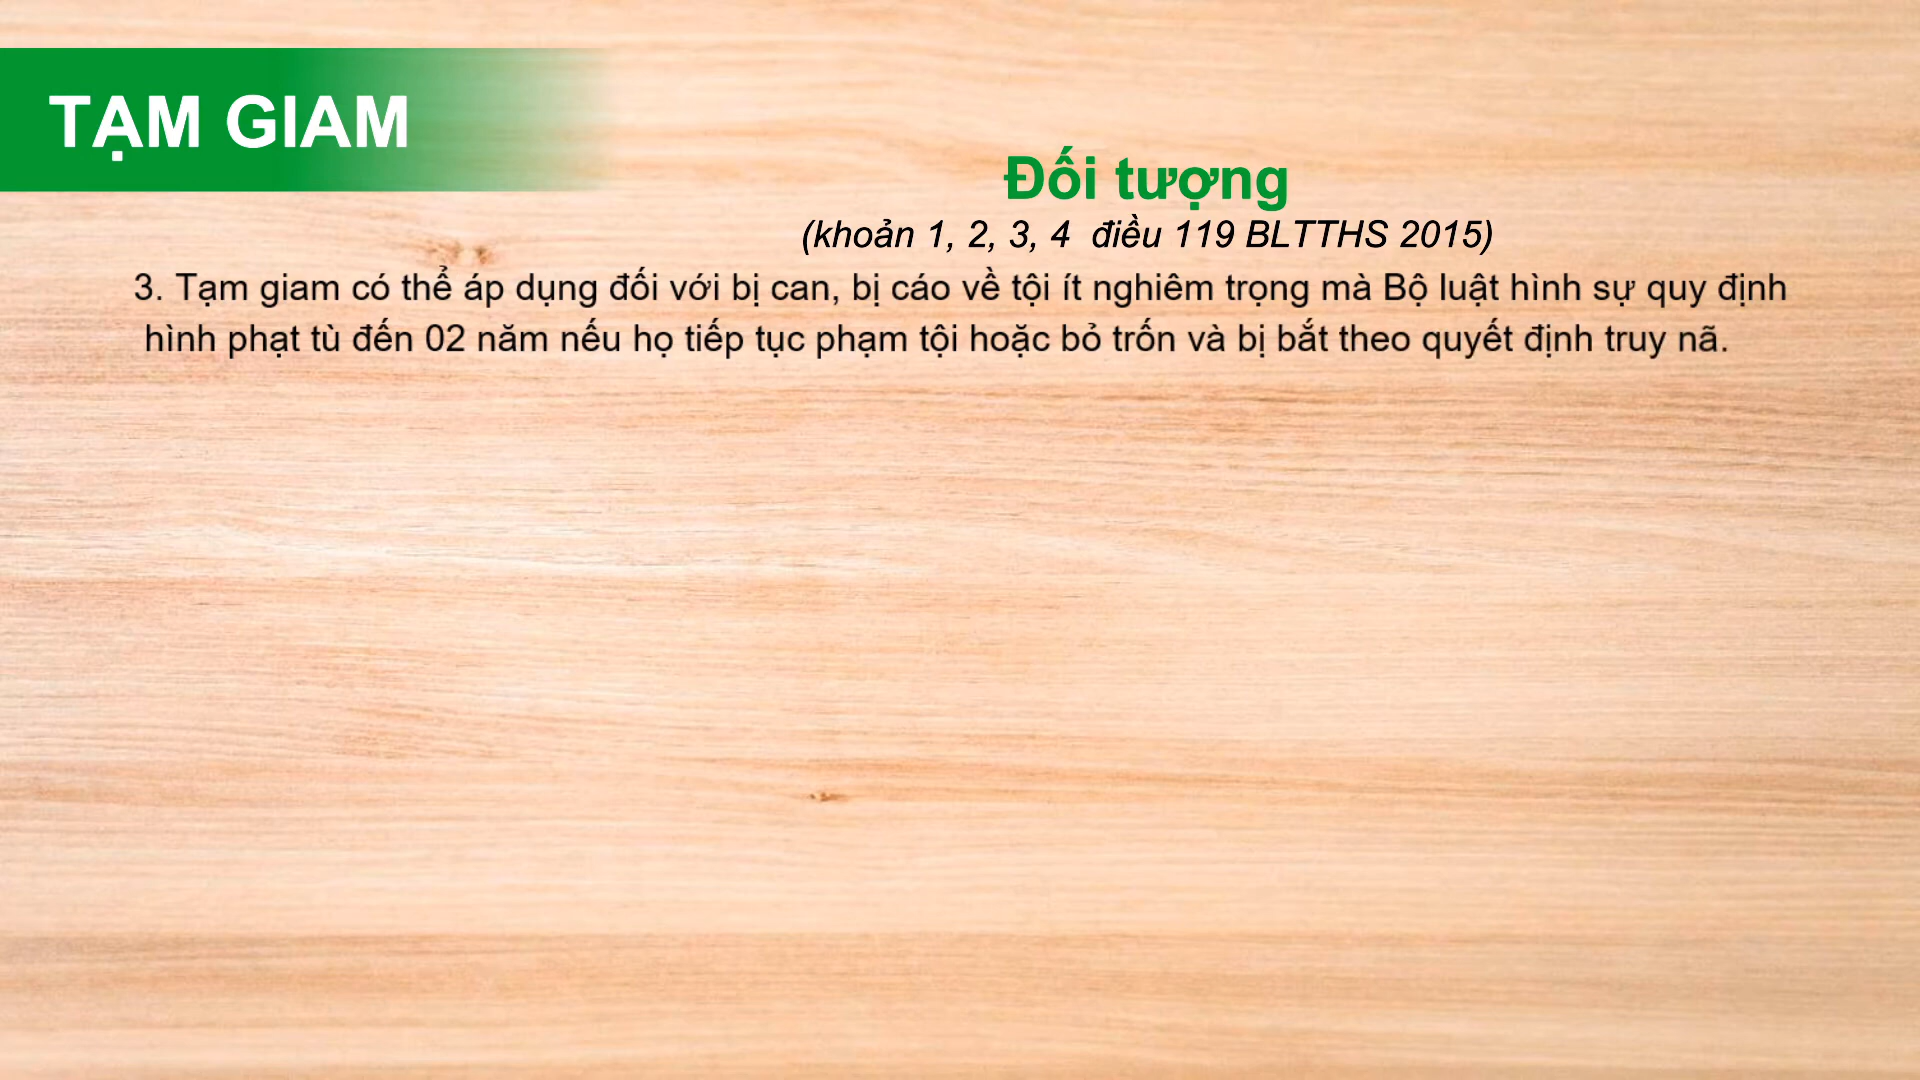 TẠM GIAM
Đối tượng
(khoản 1, 2, 3, 4 điều 119 BLTTHS 2015)
3. Tạm giam có thể áp dụng đối với bị can, bị cáo về tội ít nghiêm trọng mà Bộ luật hình sự quy định
hình phạt tù đến 02 năm nếu họ tiếp tục phạm tội hoặc bỏ trốn và bị bắt theo quyết định truy nã.